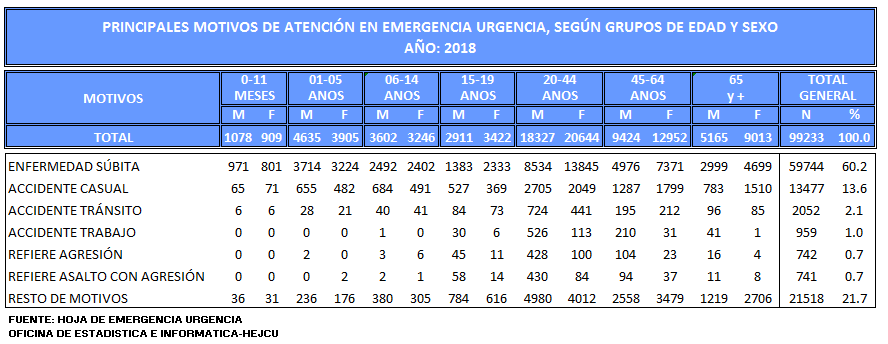 PRINCIPALES MOTIVOS DE ATENCIÓN EN EMERGENCIA URGENCIA, SEGÚN GRUPOS DE EDAD Y SEXO
AÑO: 2018
MOTIVOS 0-11 MESES 01-05 ANOS 06-14 ANOS 15-19 ANOS 20-44 ANOS 45-64 ANOS 65 y + TOTAL GENERAL
M F M F M F M F M F M F M F N %
TOTAL 1078 909 4635 3905 3602 3246 2911 3422 18327 20644 9424 12952 5165 9013 99233 100.0
ENFERMEDAD SÚBITA 971 801 3714 3224 2492 2402 1383 2333 8534 13845 4976 7371 2999 4699 59744 60.2
ACCIDENTE CASUAL 65 71 655 482 684 491 527 369 2705 2049 1287 1799 783 1510 13477 13.6
ACCIDENTE TRÁNSITO 6 6 28 21 40 41 84 73 724 441 195 212 96 85 2052 2.1
ACCIDENTE TRABAJO 0 0 0 0 1 0 30 6 526 113 210 31 41 1 959 1.0
REFIERE AGRESIÓN 0 0 2 0 3 6 45 11 428 100 104 23 16 4 742 0.7
REFIERE ASALTO CON AGRESIÓN 0 0 0 2 2 1 58 14 430 84 94 37 11 8 741 0.7
RESTO DE MOTIVOS 36 31 236 176 380 305 784 616 4980 4012 2558 3479 1219 2706 21518 21.7
FUENTE: HOJA DE EMERGENCIA URGENCIA
OFICINA DE ESTADISTICA E INFORMATICA-HEJCU